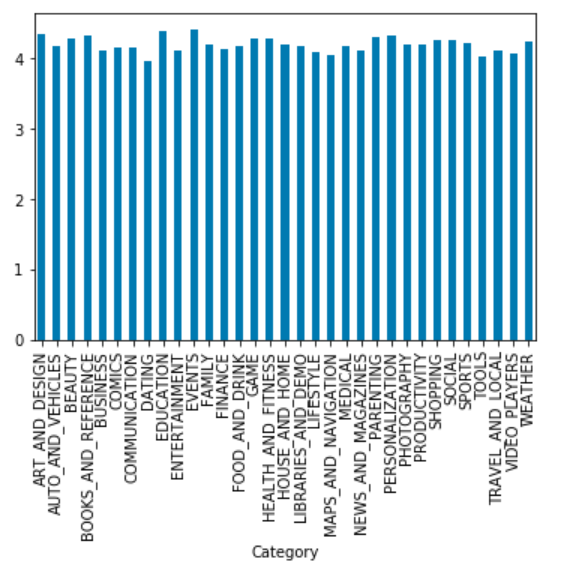 4
3
2
1
0
ART_AND_DESIGN
AUTO_AND_VEHICLES
BEAUTY
BOOKS_AND_REFERENCE
BUSINESS
COMICS
COMMUNICATION
DATING
EDUCATION
ENTERTAINMENT
EVENTS
FAMILY
FINANCE
FOOD_AND_DRINK
GAME
HEALTH_AND_FITNESS
HOUSE_AND_HOME
LIBRARIES_AND_DEMO
LIFESTYLE
MAPS_AND_NAVIGATION
MEDICAL
NEWS_AND_MAGAZINES
PARENTING
PERSONALIZATION
PHOTOGRAPHY
PRODUCTIVITY
SHOPPING
SOCIAL
SPORTS
TOOLS
TRAVEL_AND_LOCAL
VIDEO_PLAYERS
WEATHER
Category